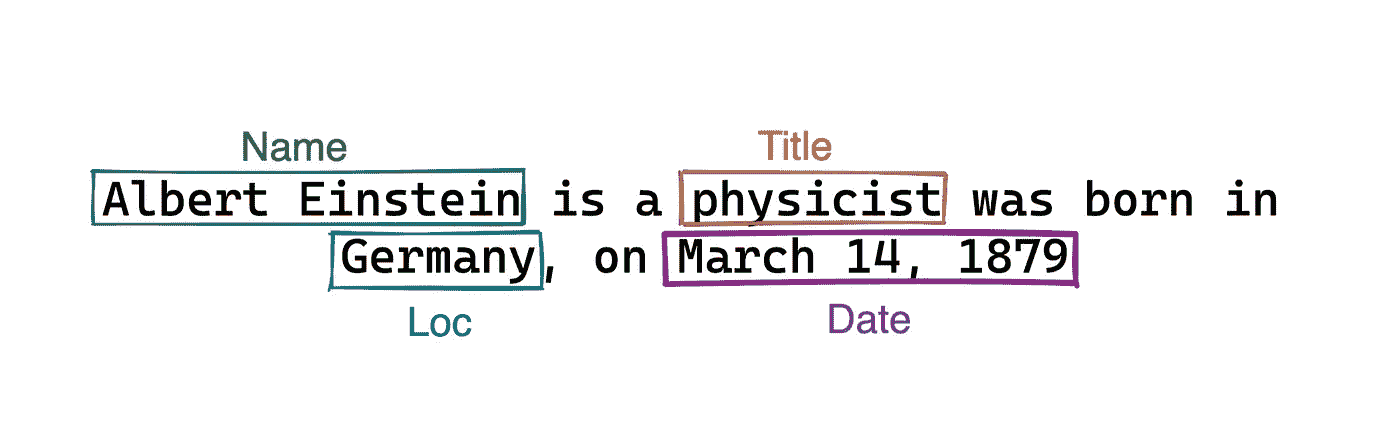 Name Title
Albert Einstein is a physicist was born in
Germany, on March 14, 1879
Loc Date